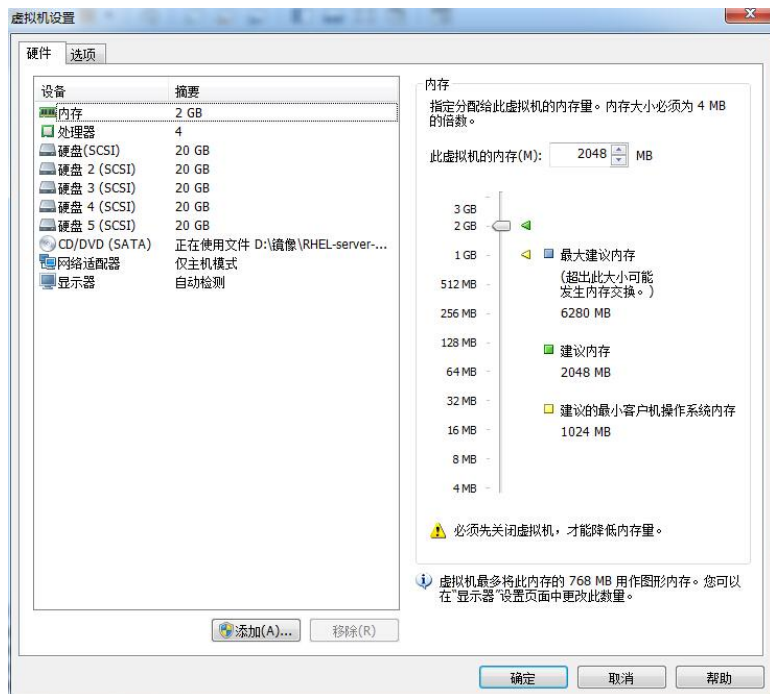 虚拟机设置
硬件 选项
设备 摘要
内存 2 GB
处理器 4
硬盘(SCSI) 20 GB
硬盘 2 (SCSI) 20 GB
硬盘 3 (SCSI) 20 GB
硬盘 4 (SCSI) 20 GB
硬盘 5 (SCSI) 20 GB
CD/DVD (SATA) 正在使用文件 D:\镜像\RHEL-server-...
网络适配器 仅主机模式
显示器 自动检测
添加(A)... 移除(R)
内存
指定分配给此虚拟机的内存量。内存大小必须为 4 MB
的倍数。
此虚拟机的内存(M): 2048 MB
3 GB
2 GB
1 GB
512 MB
256 MB
128 MB
64 MB
32 MB
16 MB
8 MB
4 MB
最大建议内存
(超出此大小可能
发生内存交换。)
6280 MB
建议内存
2048 MB
建议的最小客户机操作系统内存
1024 MB
必须先关闭虚拟机，才能降低内存量。
虚拟机最多将此内存的 768 MB 用作图形内存。您可以
在"显示器"设置页面中更改此数量。
确定 取消 帮助